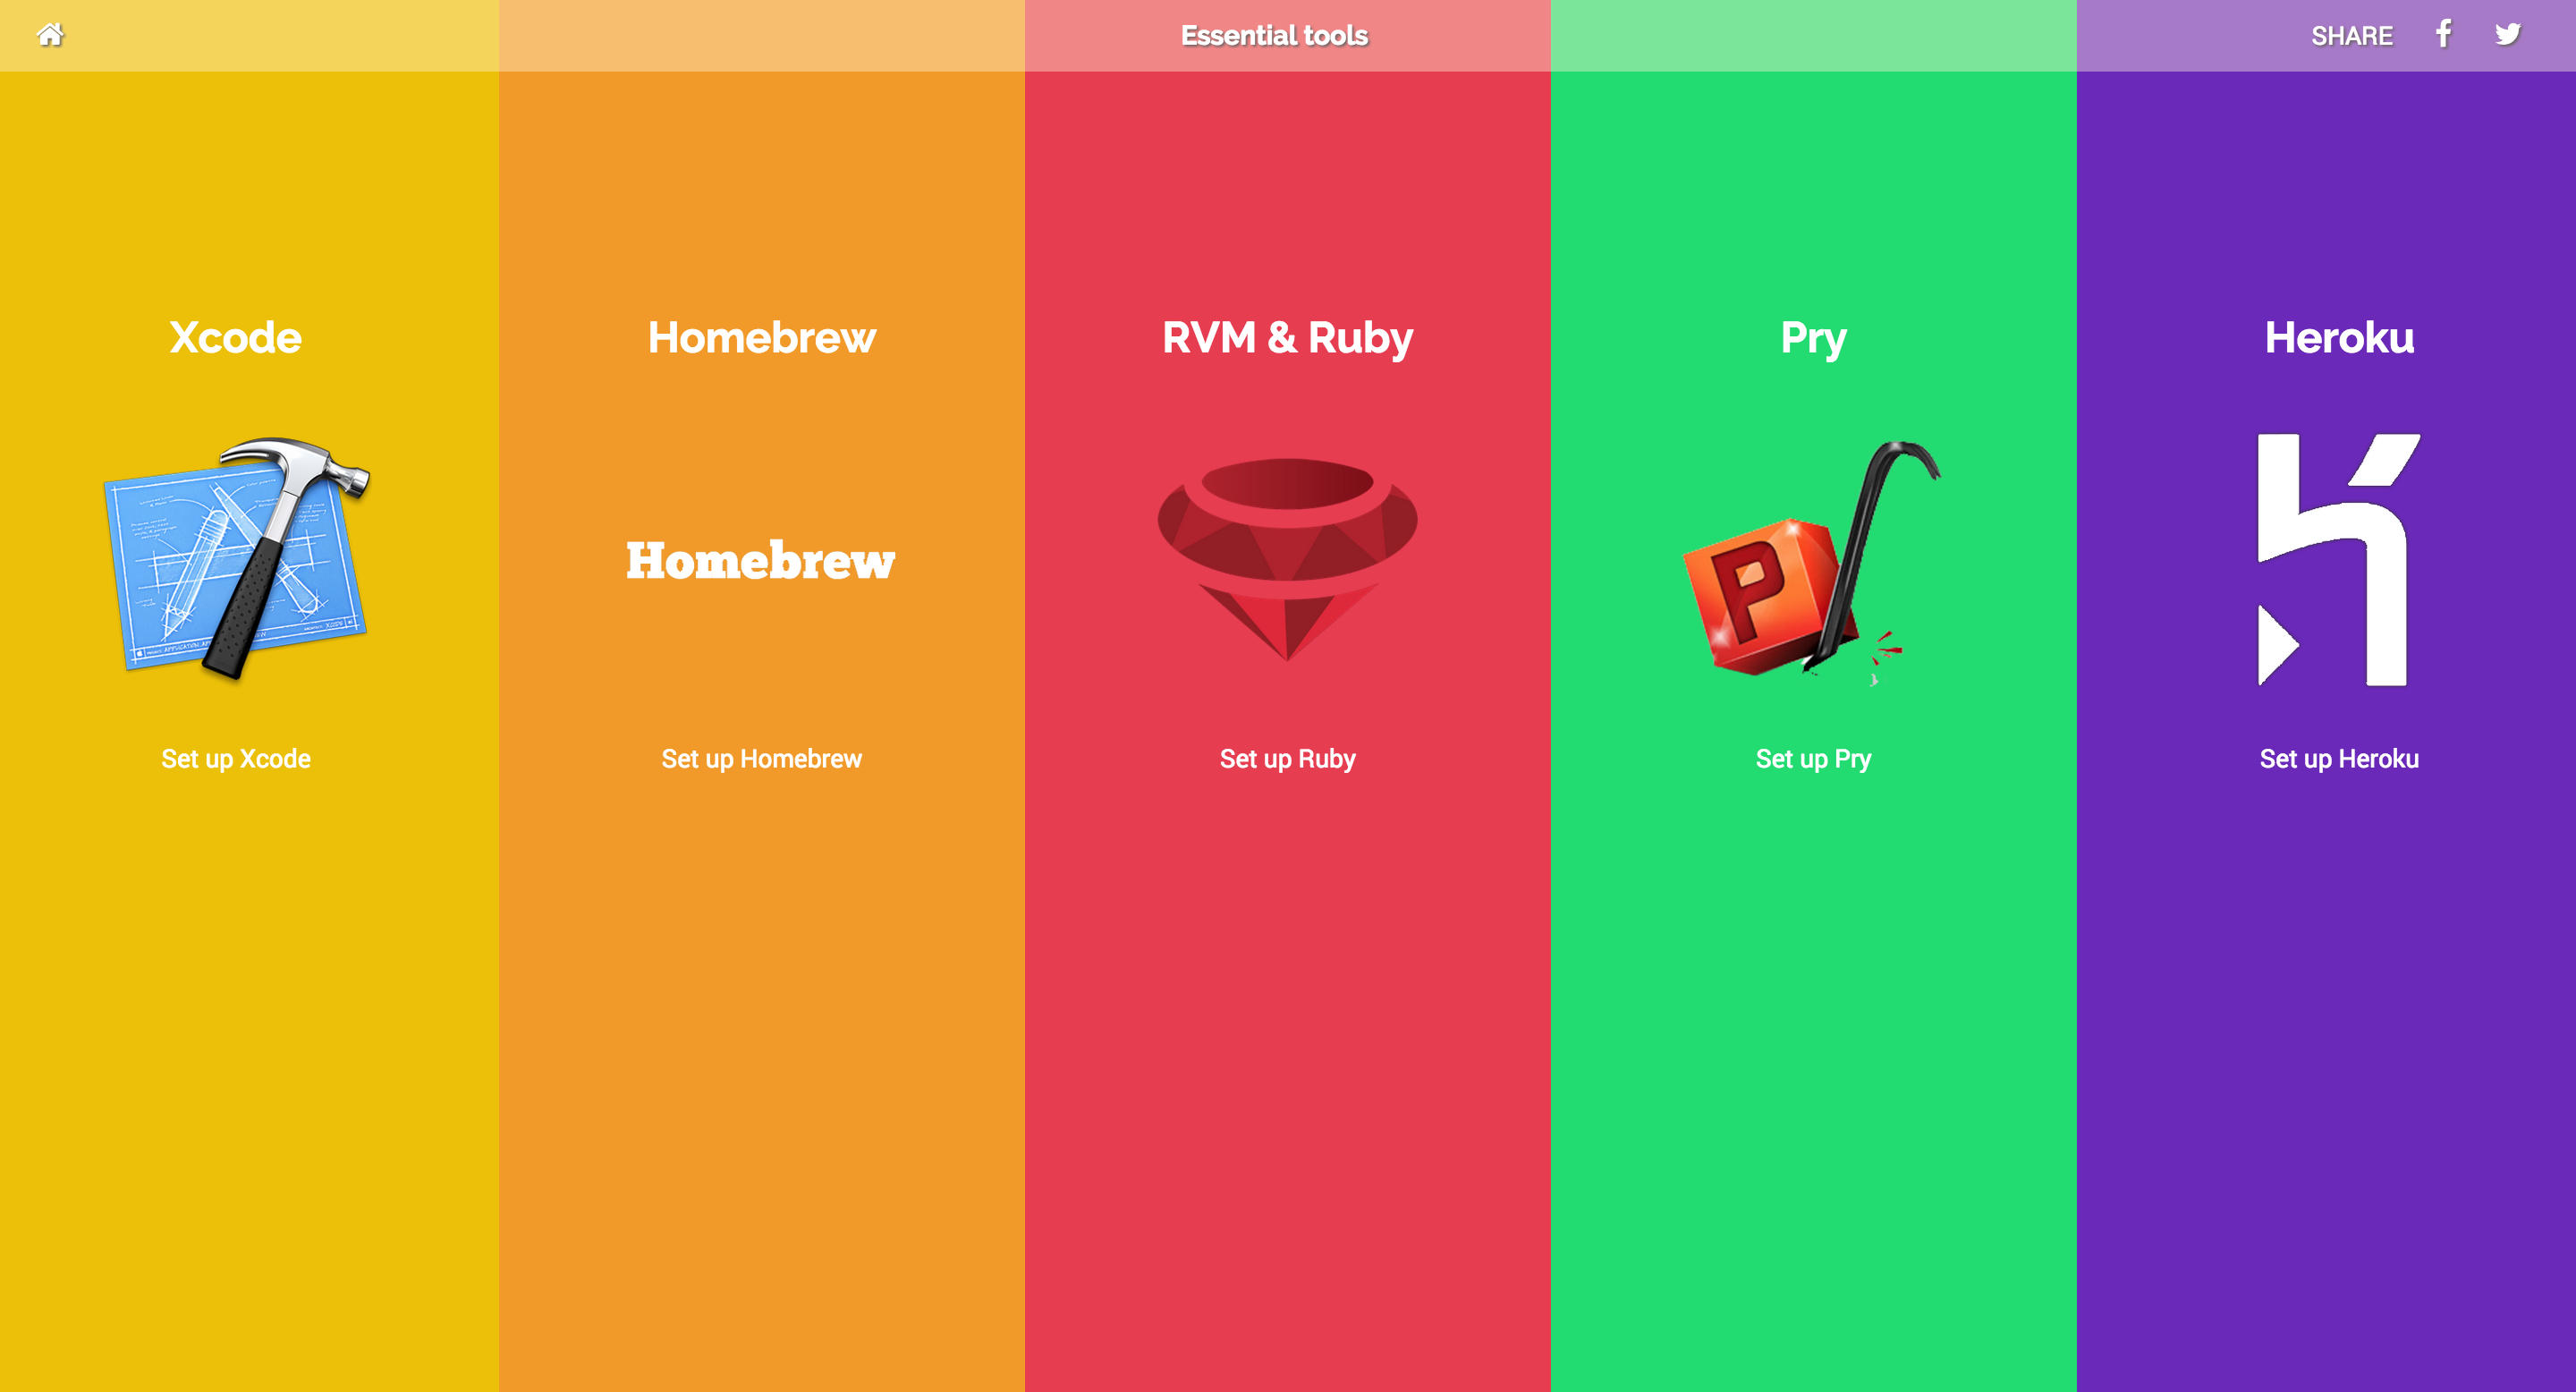 Essential tools
SHARE
Xcode
Homebrew
RVM & Ruby
Pry
Heroku
Homebrew
P
Set up Xcode
Set up Homebrew
Set up Ruby
Set up Pry
Set up Heroku